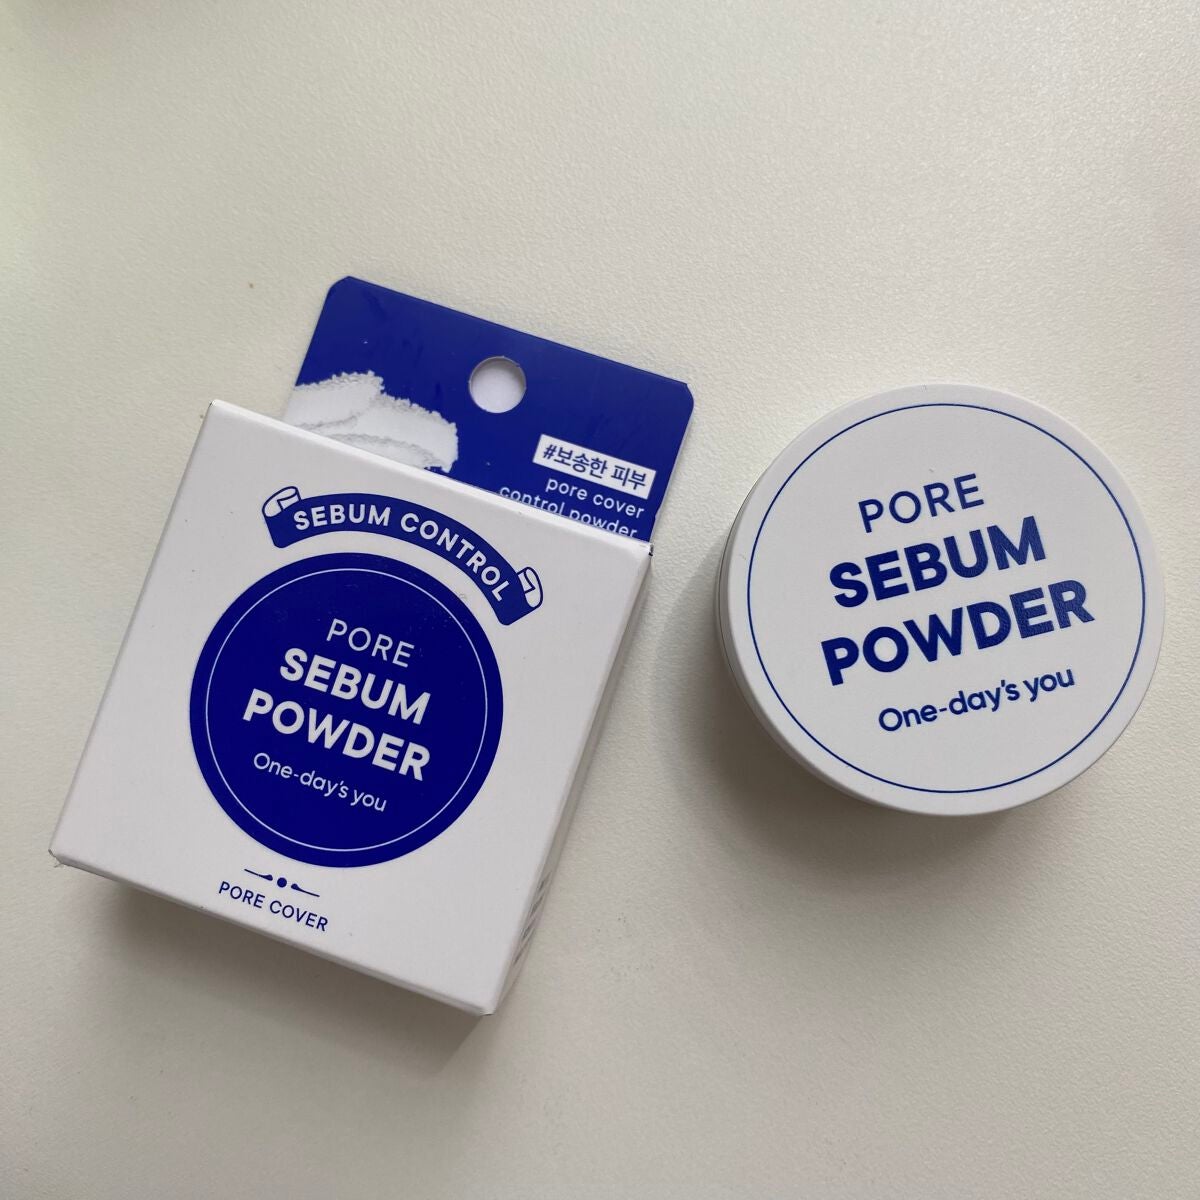 #보송한 피부
pore cover
control powder
SEBUM CONTROL
PORE
SEBUM
POWDER
One-day's you
PORE COVER
PORE
SEBUM
POWDER
One-day's you